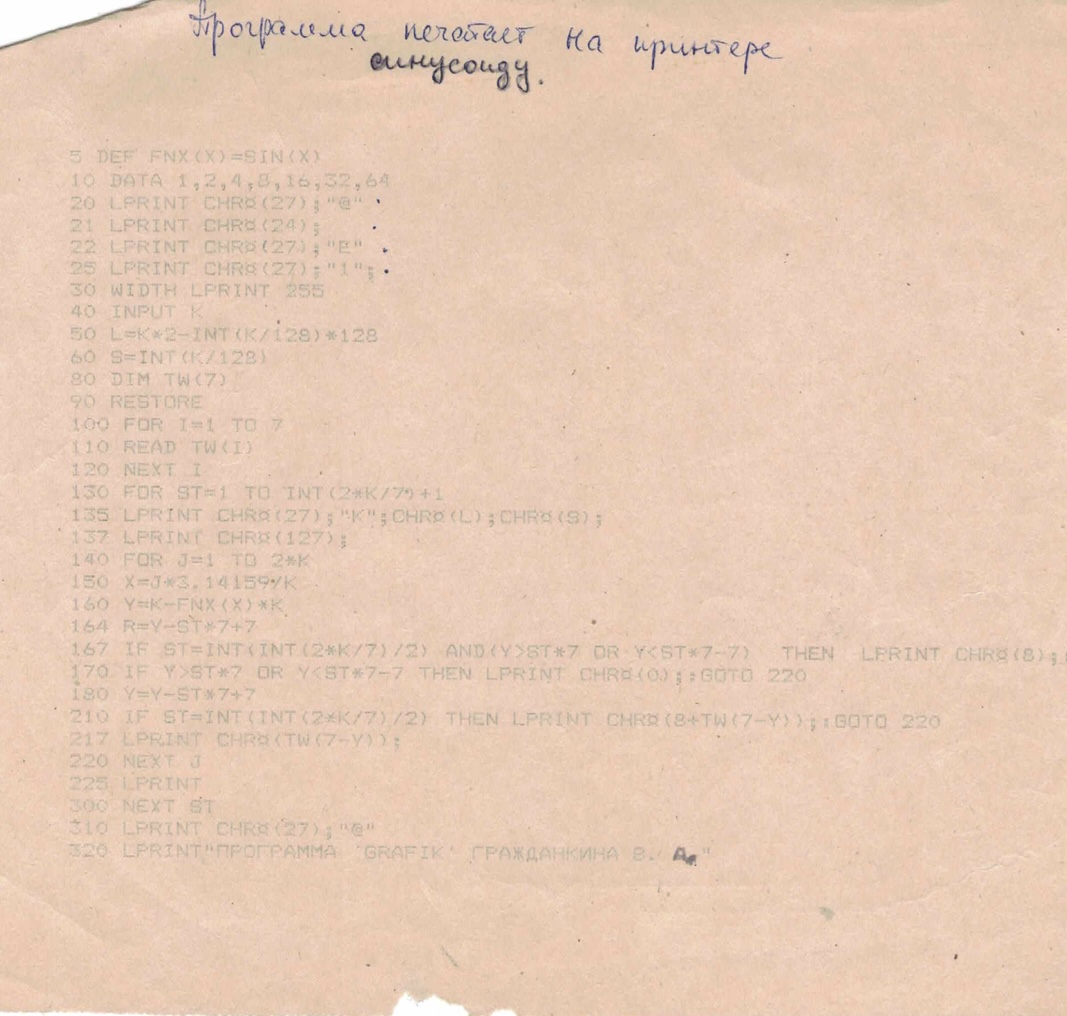 Программа печатает на принтере
синусоиду.
5 DEF FNX(X)=SIN(X)
10 DATA 1,2,4,8,16,32,64
20 LPRINT CHR¤(27);"@"
21 LPRINT CHR¤(24);
22 LPRINT CHR¤(27);"E"
25 LPRINT CHR¤(27);"1";
30 WIDTH LPRINT 255
40 INPUT K
50 L=K*2-INT(K/128)*128
60 S=INT(K/128)
80 DIM TW(7)
90 RESTORE
100 FOR I=1 TO 7
110 READ TW(I)
120 NEXT I
130 FOR ST=1 TO INT(2*K/7)+1
135 LPRINT CHR¤(27);"K";CHR¤(L);CHR¤(S);
137 LPRINT CHR¤(127);
140 FOR J=1 TO 2*K
150 X=J*3.14159/K
160 Y=K-FNX(X)*K
164 R=Y-ST*7+7
167 IF ST=INT(INT(2*K/7)/2) AND(Y>ST*7 OR Y<ST*7-7) THEN LPRINT CHR¤(8);
170 IF Y>ST*7 OR Y<ST*7-7 THEN LPRINT CHR¤(0);:GOTO 220
180 Y=Y-ST*7+7
210 IF ST=INT(INT(2*K/7)/2) THEN LPRINT CHR¤(8+TW(7-Y));:GOTO 220
217 LPRINT CHR¤(TW(7-Y));
220 NEXT J
225 LPRINT
300 NEXT ST
310 LPRINT CHR¤(27);"@"
320 LPRINT"ПРОГРАММА 'GRAFIK' ГРАЖДАНКИНА В. А."